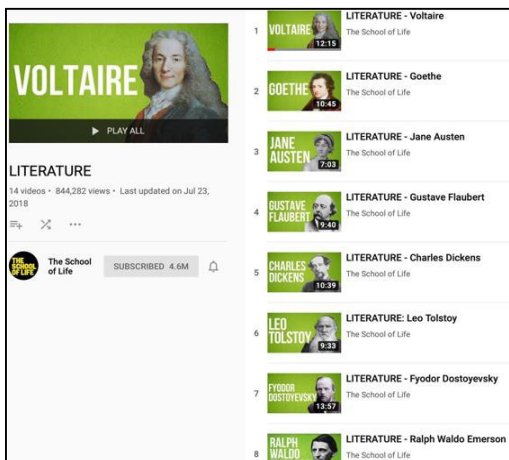 VOLTAIRE
PLAY ALL
LITERATURE
14 videos • 844,282 views • Last updated on Jul 23,
2018
THE
SCHOOL
OF LIFE
The School
of Life
SUBSCRIBED 4.6M
1
VOLTAIRE
12:15
LITERATURE - Voltaire
The School of Life
2
GOETHE
10:45
LITERATURE - Goethe
The School of Life
3
JANE
AUSTEN
7:03
LITERATURE - Jane Austen
The School of Life
4
GUSTAVE
FLAUBERT
9:40
LITERATURE - Gustave Flaubert
The School of Life
5
CHARLES
DICKENS
10:39
LITERATURE - Charles Dickens
The School of Life
6
LEO
TOLSTOY
9:33
LITERATURE: Leo Tolstoy
The School of Life
7
FYODOR
DOSTOYEVSKY
13:57
LITERATURE - Fyodor Dostoyevsky
The School of Life
8
RALPH
WALDO
LITERATURE - Ralph Waldo Emerson
The School of Life